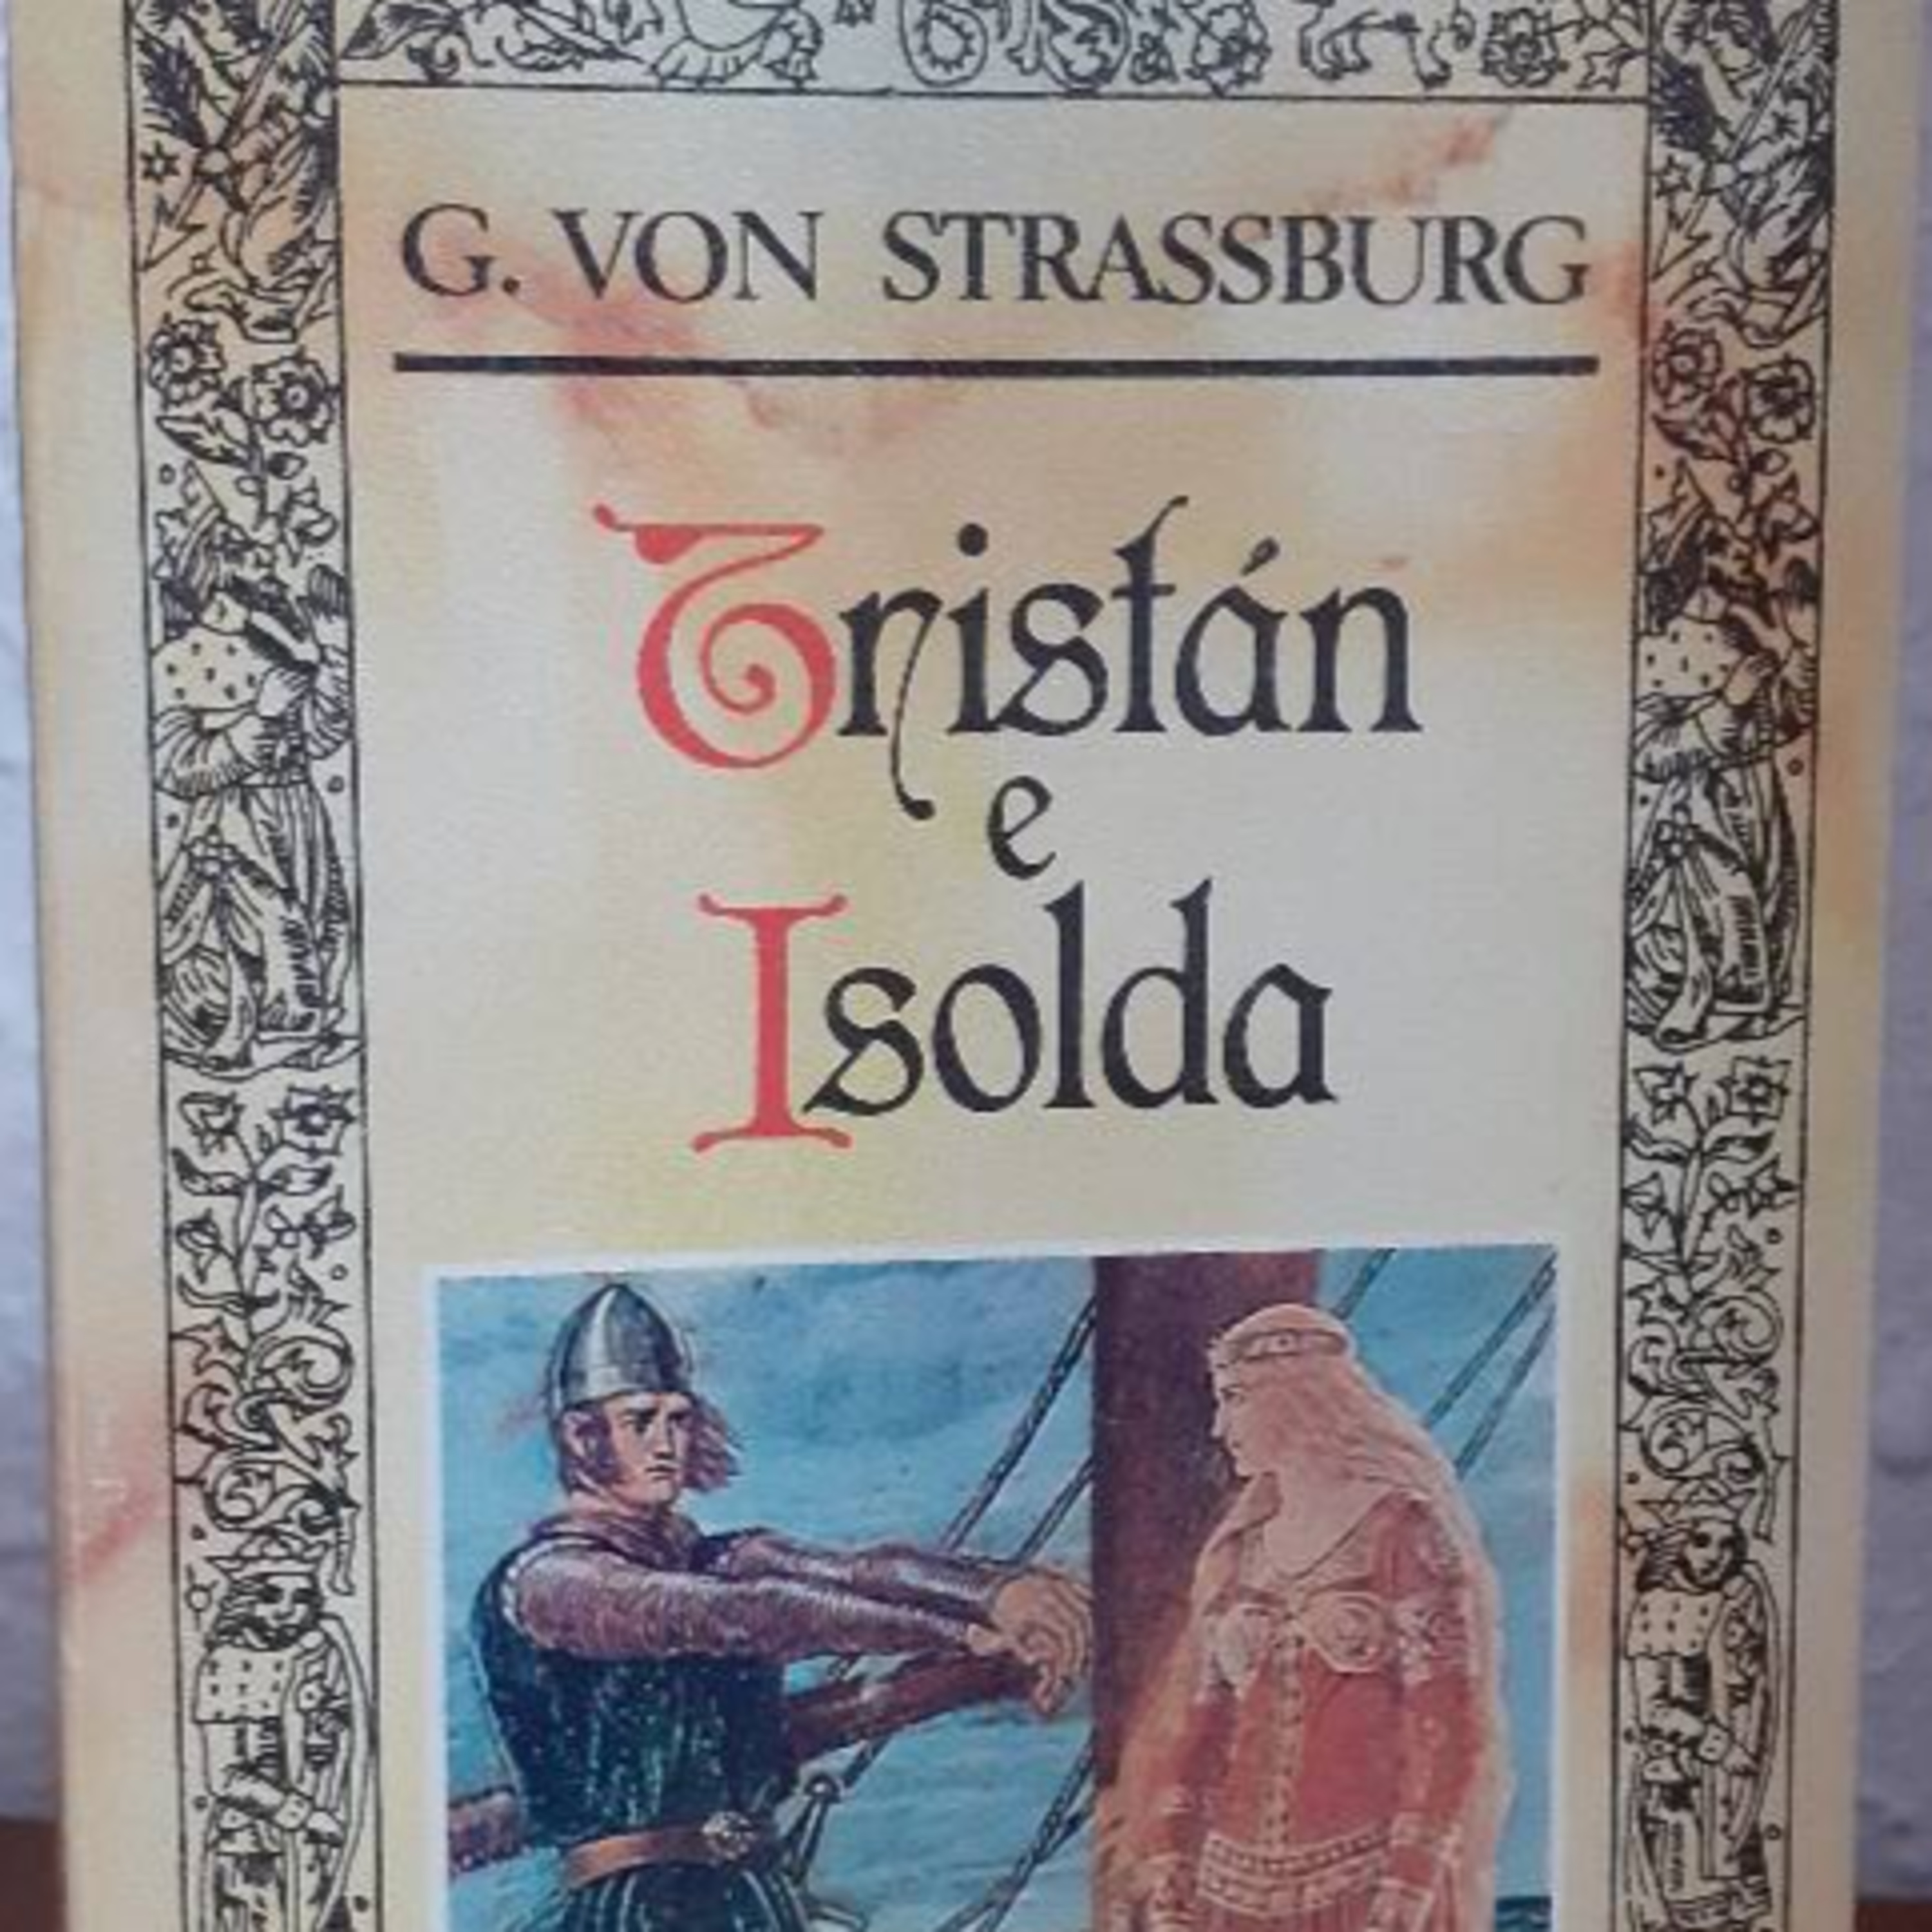 G. VON STRASSBURG
Tristán
e
Isolda